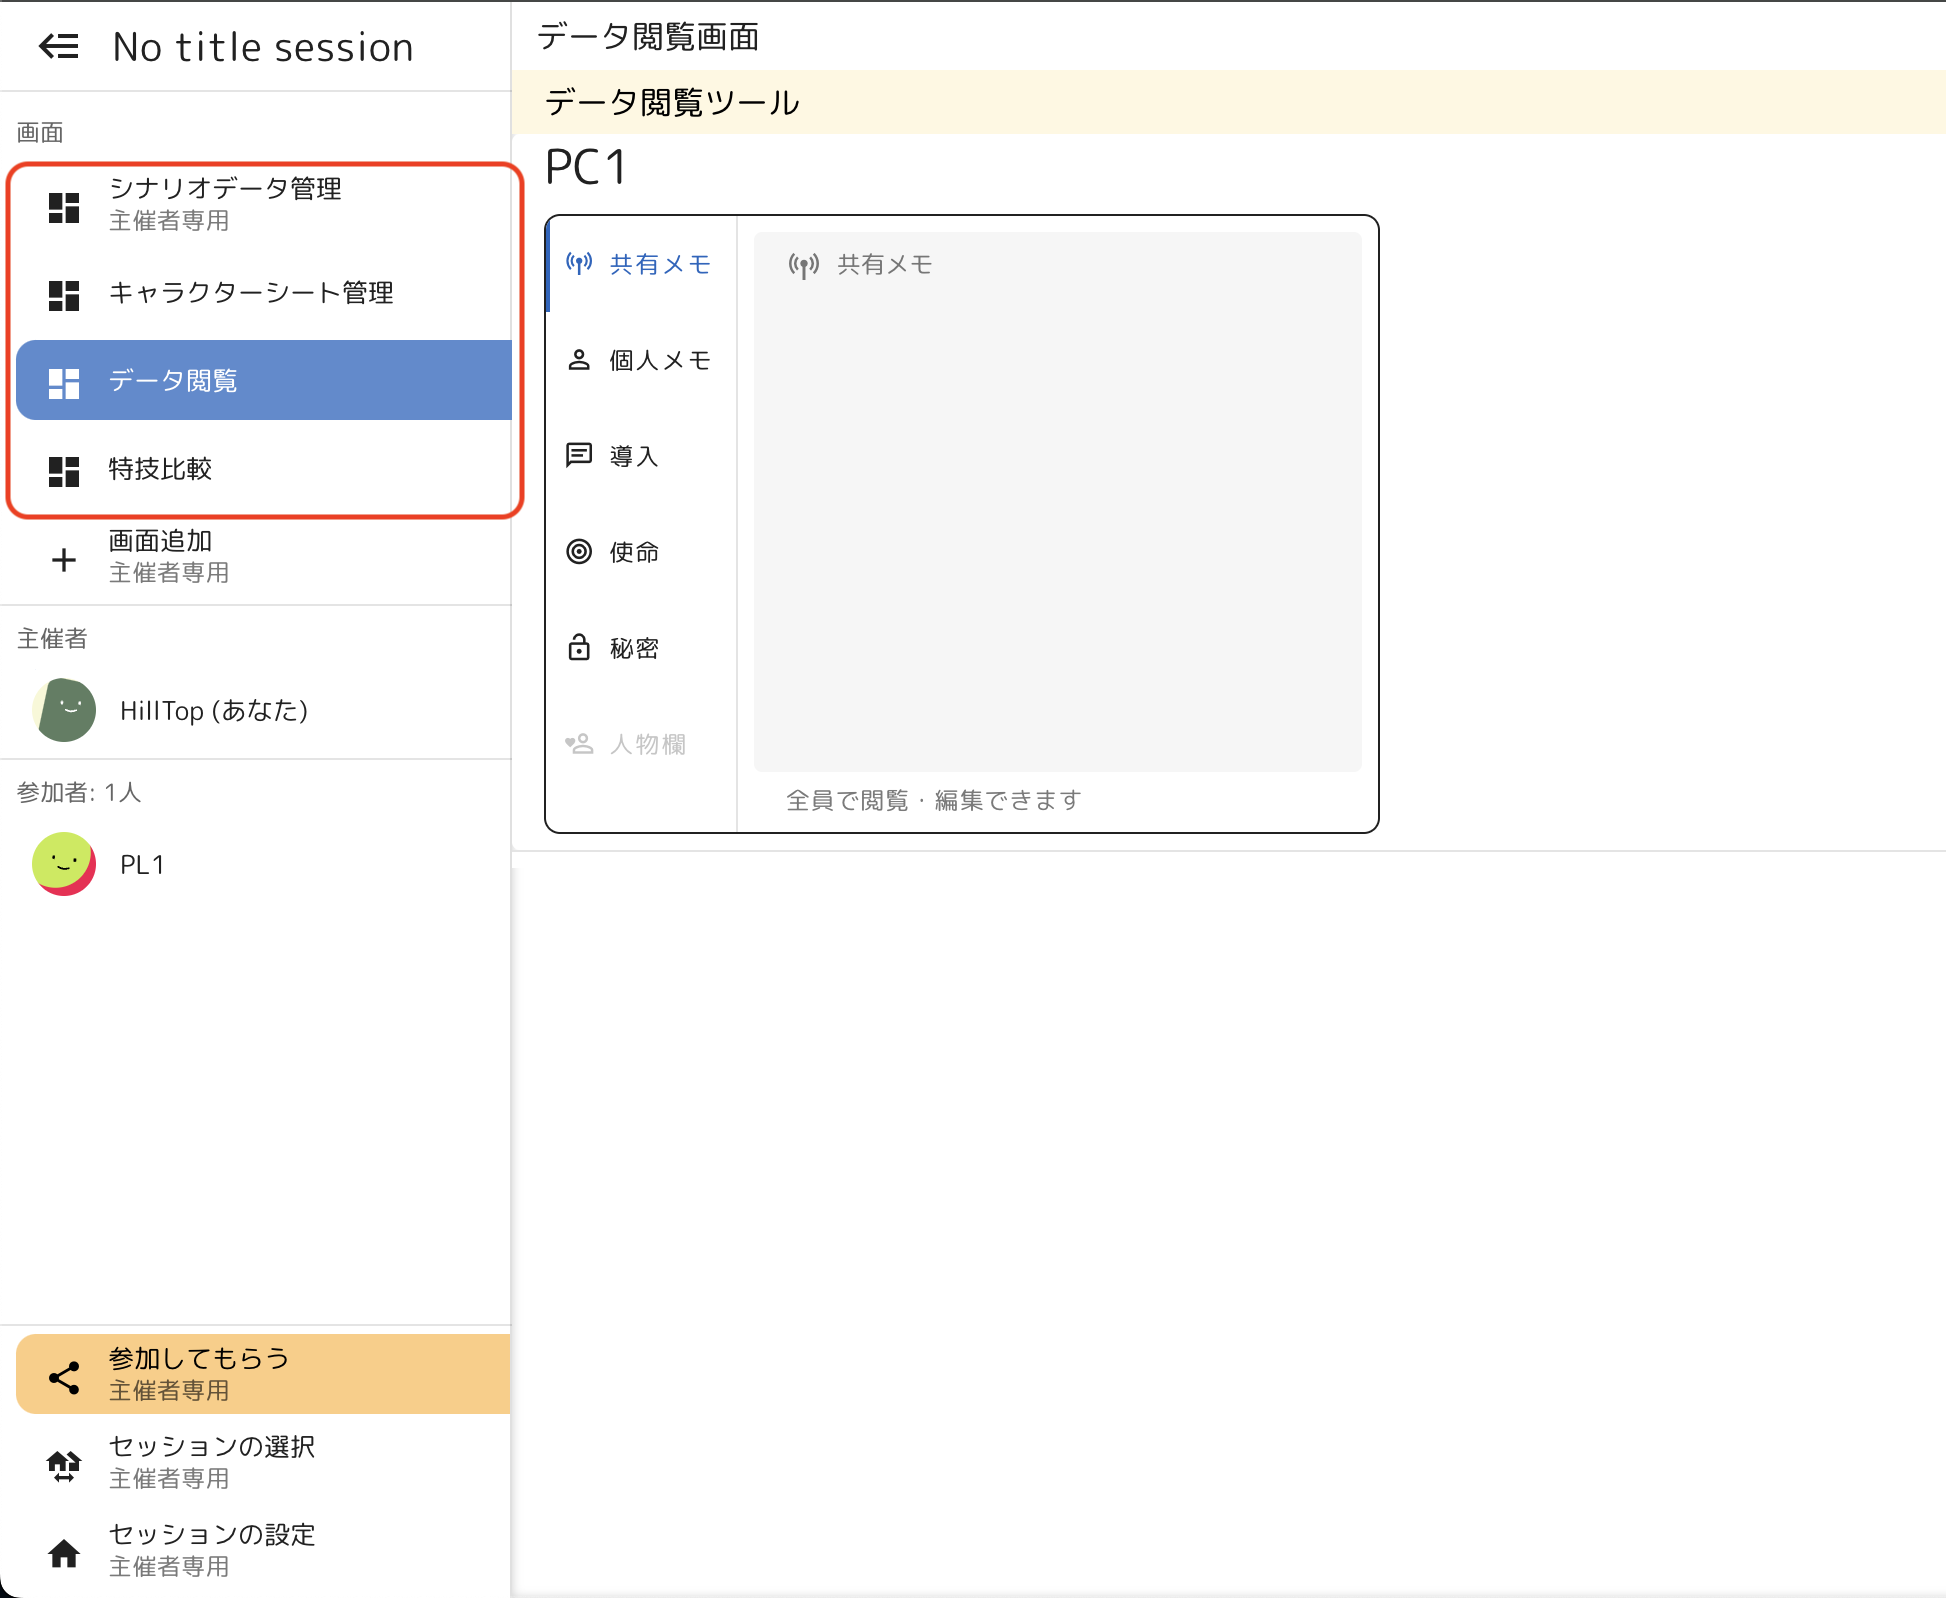 No title session
画面
シナリオデータ管理
主催者専用
キャラクターシート管理
データ閲覧
特技比較
画面追加
主催者専用
主催者
HillTop (あなた)
参加者: 1人
PL1
参加してもらう
主催者専用
セッションの選択
主催者専用
セッションの設定
主催者専用
データ閲覧画面
データ閲覧ツール
PC1
共有メモ
個人メモ
導入
使命
秘密
人物欄
共有メモ
全員で閲覧・編集できます